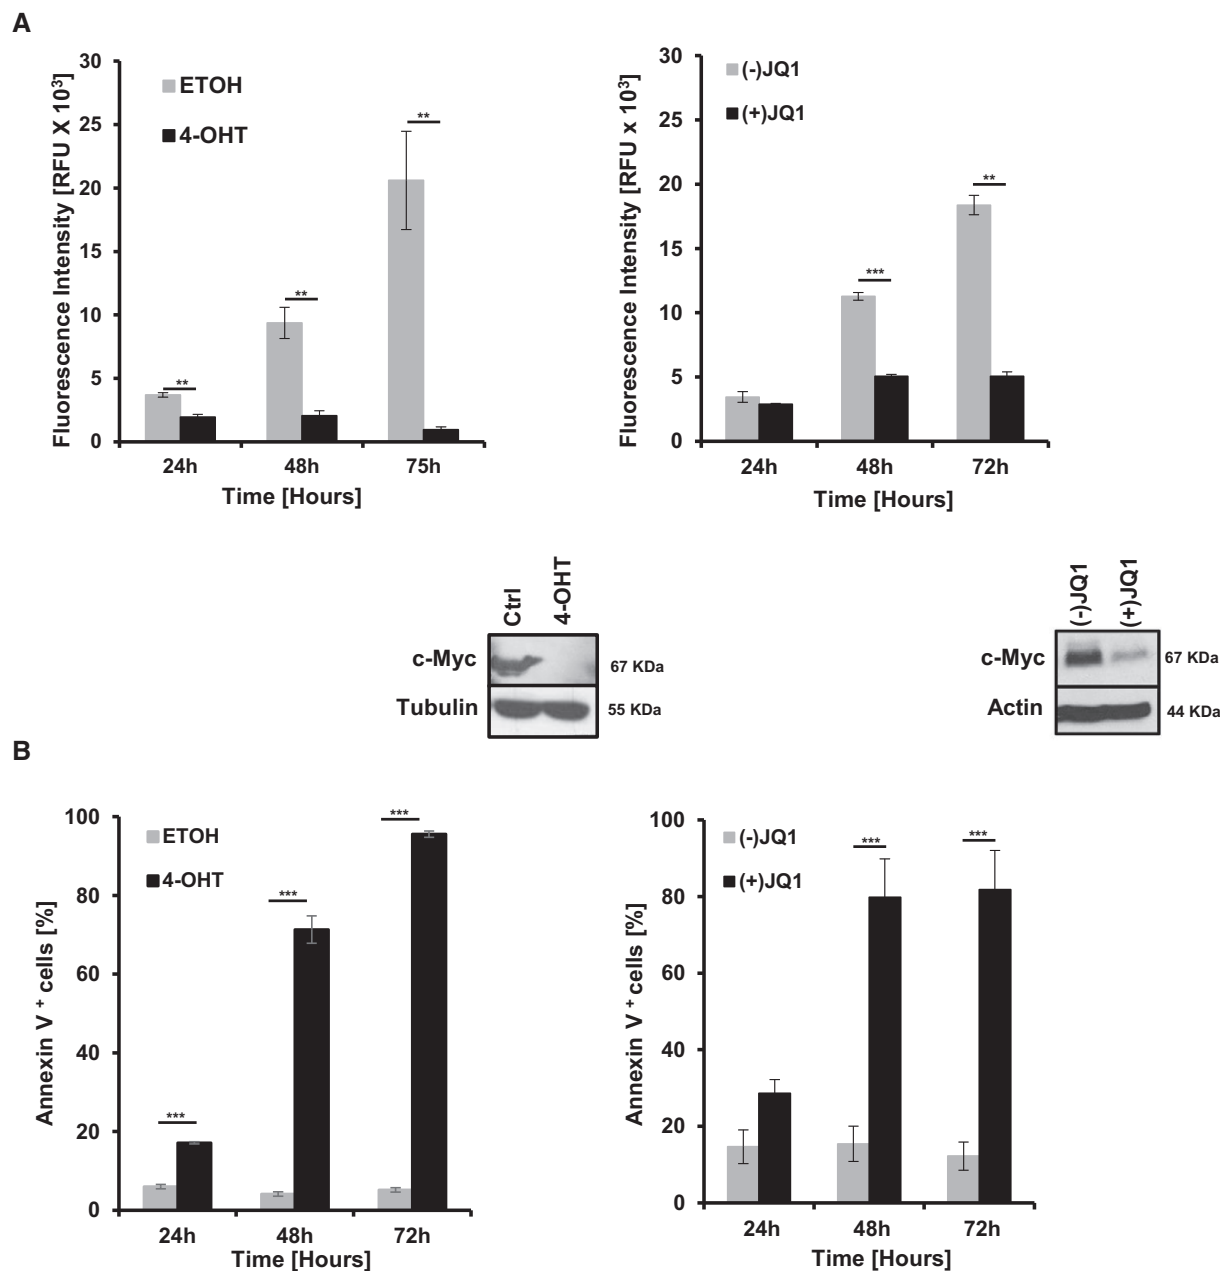 A
Fluorescence Intensity [RFU X 10³]
30
25
20
15
10
5
0
ETOH
4-OHT
**
**
**
24h 48h 75h
Time [Hours]
Fluorescence Intensity [RFU x 10³]
30
25
20
15
10
5
0
(-)JQ1
(+)JQ1
***
**
24h 48h 72h
Time [Hours]
Ctrl 4-OHT
c-Myc 67 KDa
Tubulin 55 KDa
(-)JQ1 (+)JQ1
c-Myc 67 KDa
Actin 44 KDa
B
Annexin V ⁺ cells [%]
100
80
60
40
20
0
ETOH
4-OHT
***
***
***
24h 48h 72h
Time [Hours]
Annexin V ⁺ cells [%]
100
80
60
40
20
0
(-)JQ1
(+)JQ1
***
***
24h 48h 72h
Time [Hours]